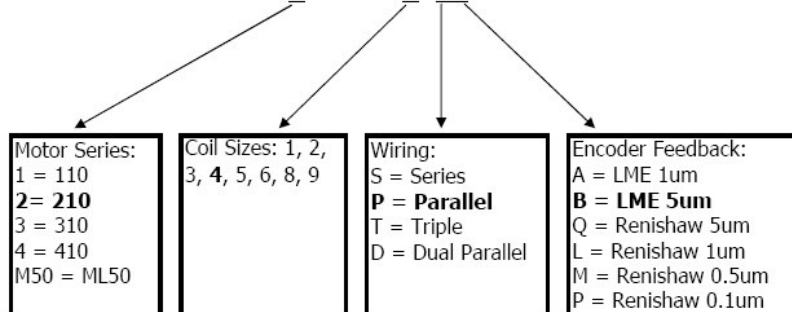 Motor Series:
1 = 110
2= 210
3 = 310
4 = 410
M50 = ML50
Coil Sizes: 1, 2,
3, 4, 5, 6, 8, 9
Wiring:
S = Series
P = Parallel
T = Triple
D = Dual Parallel
Encoder Feedback:
A = LME 1um
B = LME 5um
Q = Renishaw 5um
L = Renishaw 1um
M = Renishaw 0.5um
P = Renishaw 0.1um